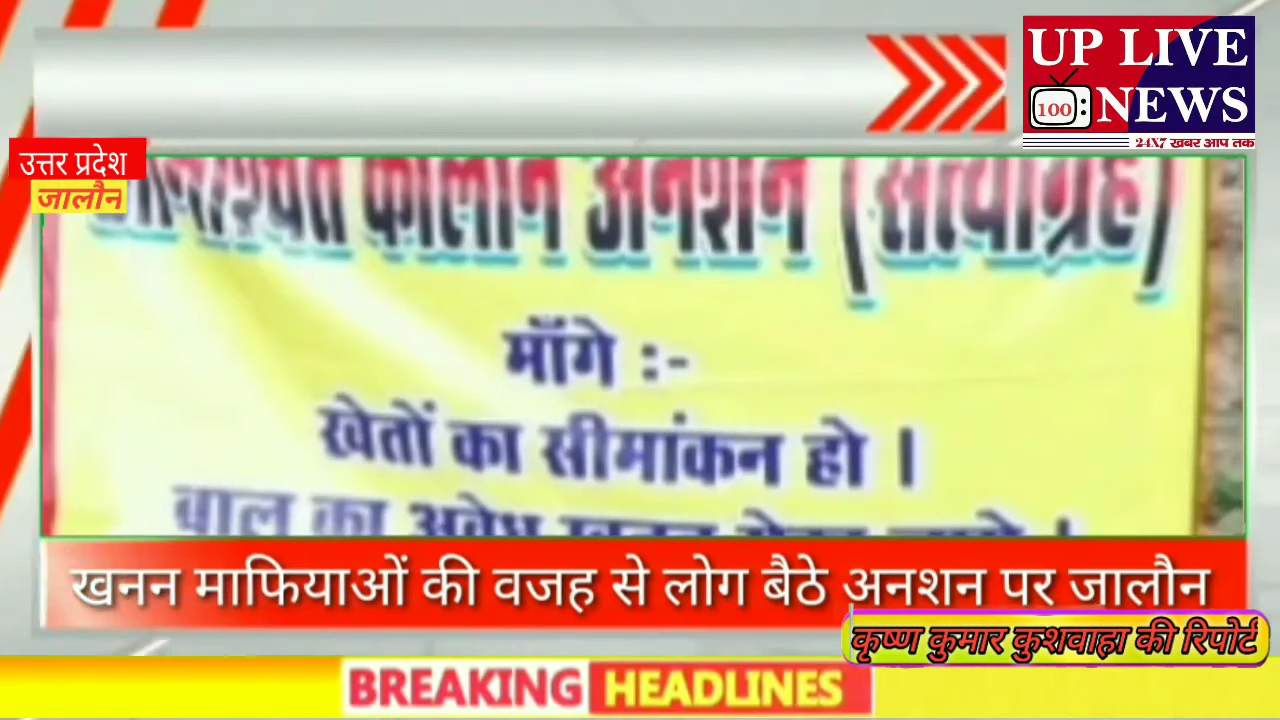 UP LIVE
100 : NEWS
24X7 खबर आप तक
उत्तर प्रदेश
जालौन
कालीन अनशन (सत्याग्रह)
माँगे :-
खेतों का सीमांकन हो ।
खनन माफियाओं की वजह से लोग बैठे अनशन पर जालौन
कृष्ण कुमार कुशवाहा की रिपोर्ट
BREAKING HEADLINES